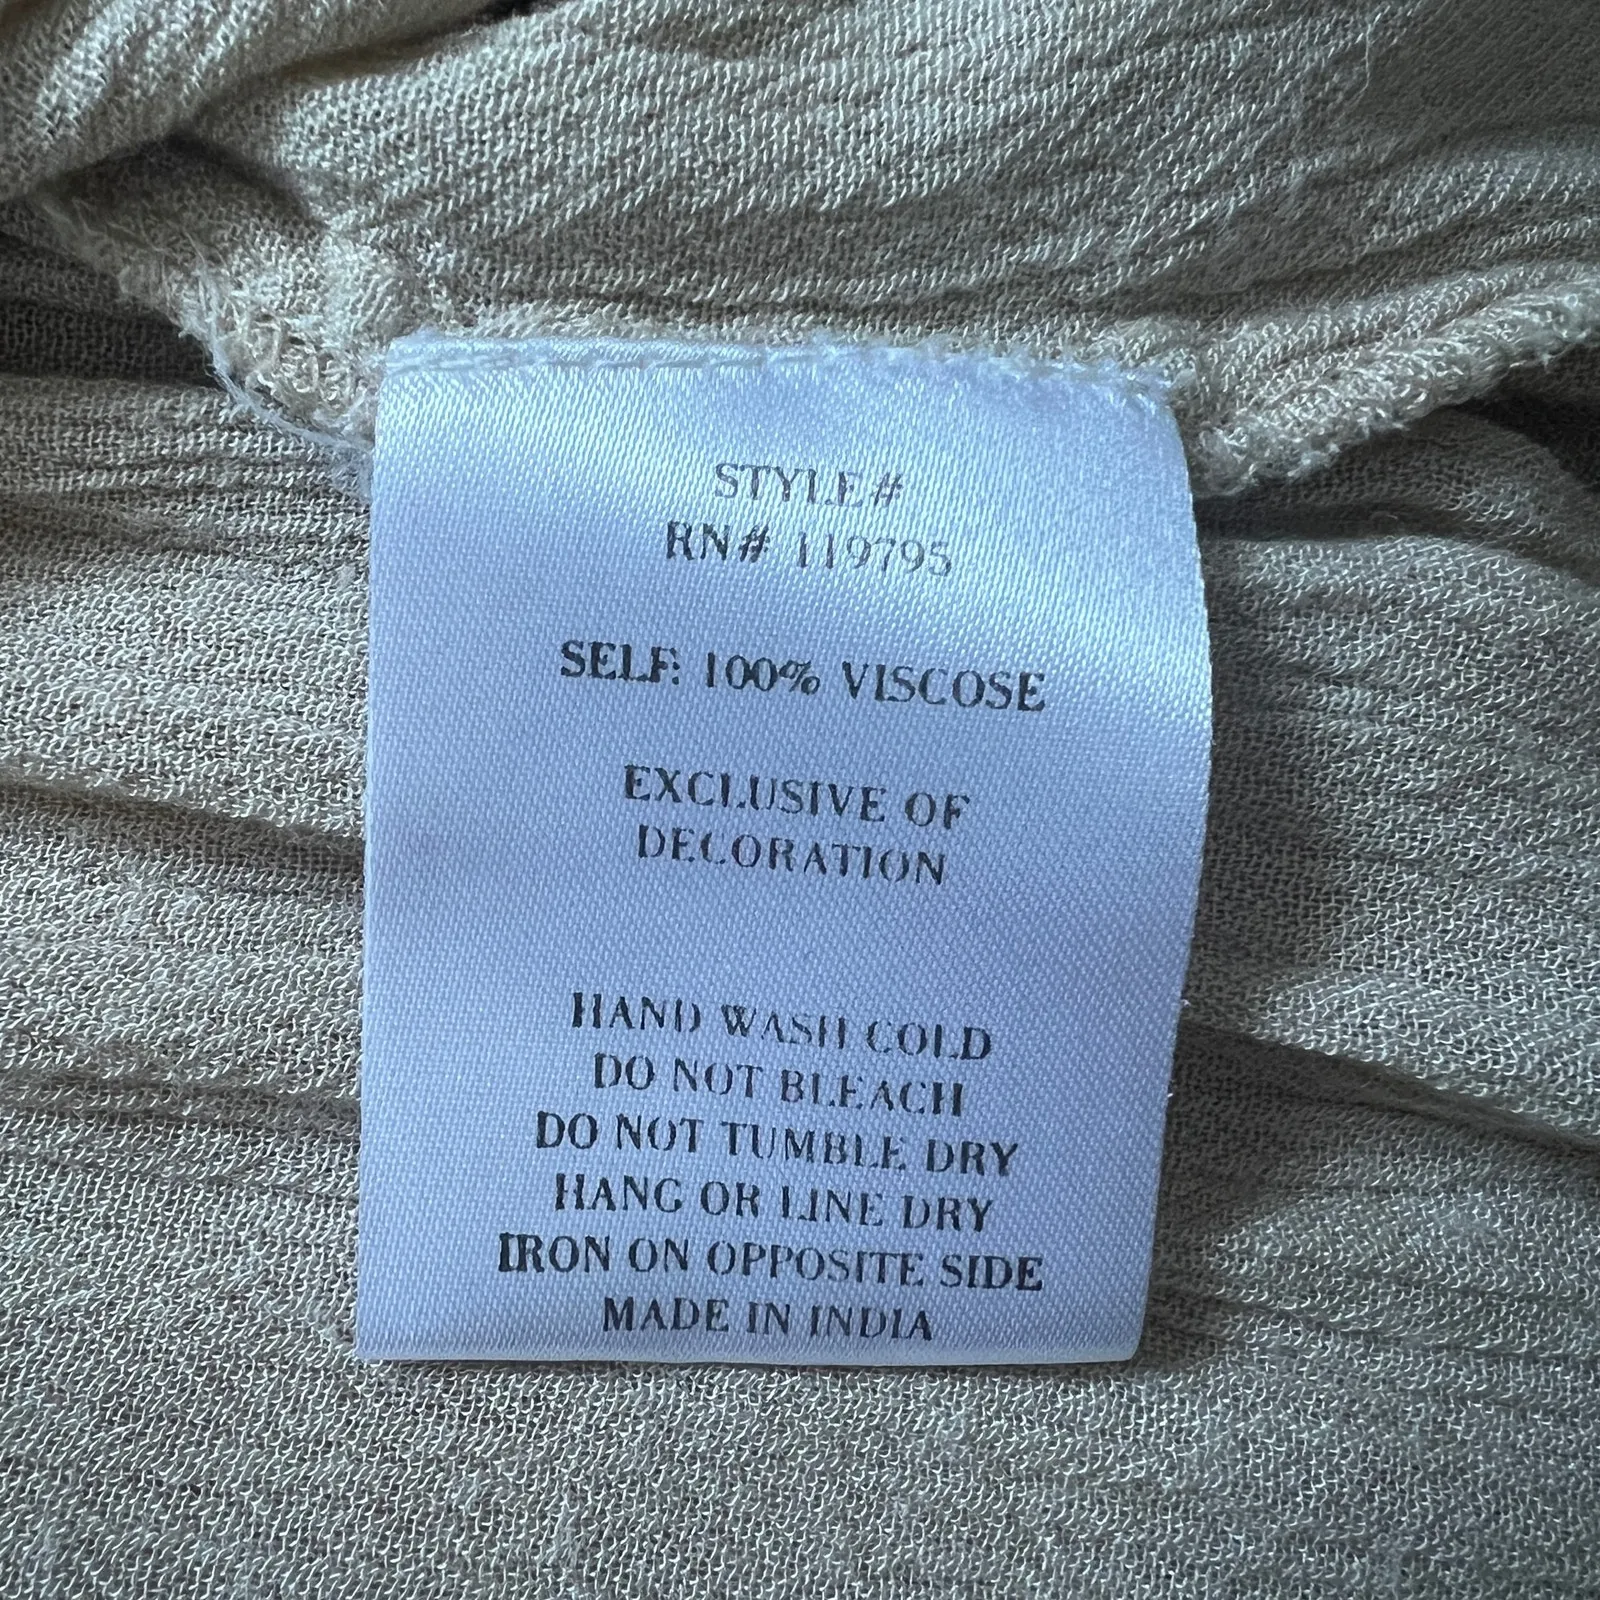 STYLE#
RN# 119795
SELF: 100% VISCOSE
EXCLUSIVE OF
DECORATION
HAND WASH COLD
DO NOT BLEACH
DO NOT TUMBLE DRY
HANG OR LINE DRY
IRON ON OPPOSITE SIDE
MADE IN INDIA